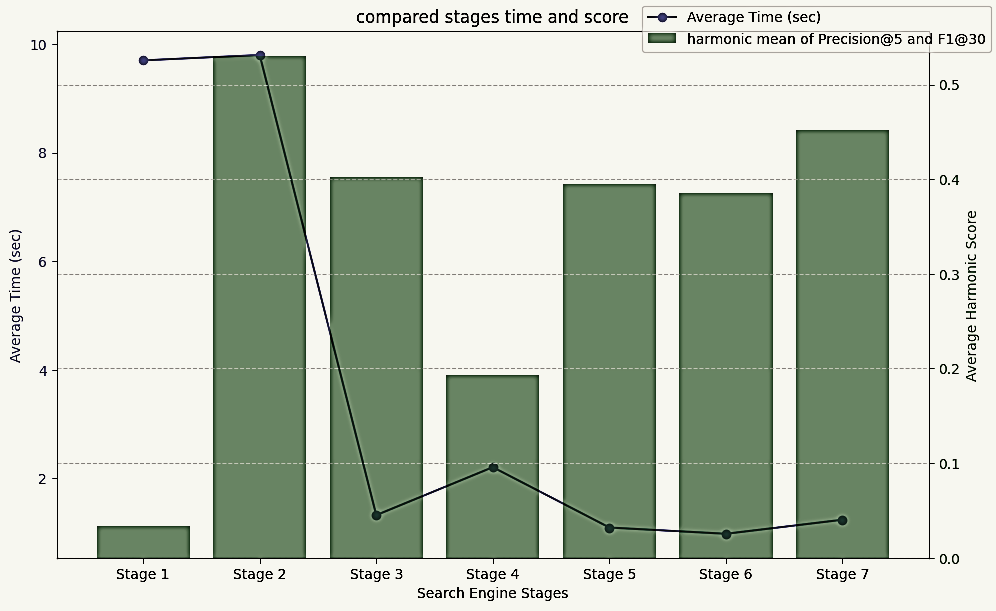 compared stages time and score
Average Time (sec)
harmonic mean of Precision@5 and F1@30
10
8
6
4
2
Average Time (sec)
0.5
0.4
0.3
0.2
0.1
0.0
Average Harmonic Score
Stage 1
Stage 2
Stage 3
Stage 4
Stage 5
Stage 6
Stage 7
Search Engine Stages